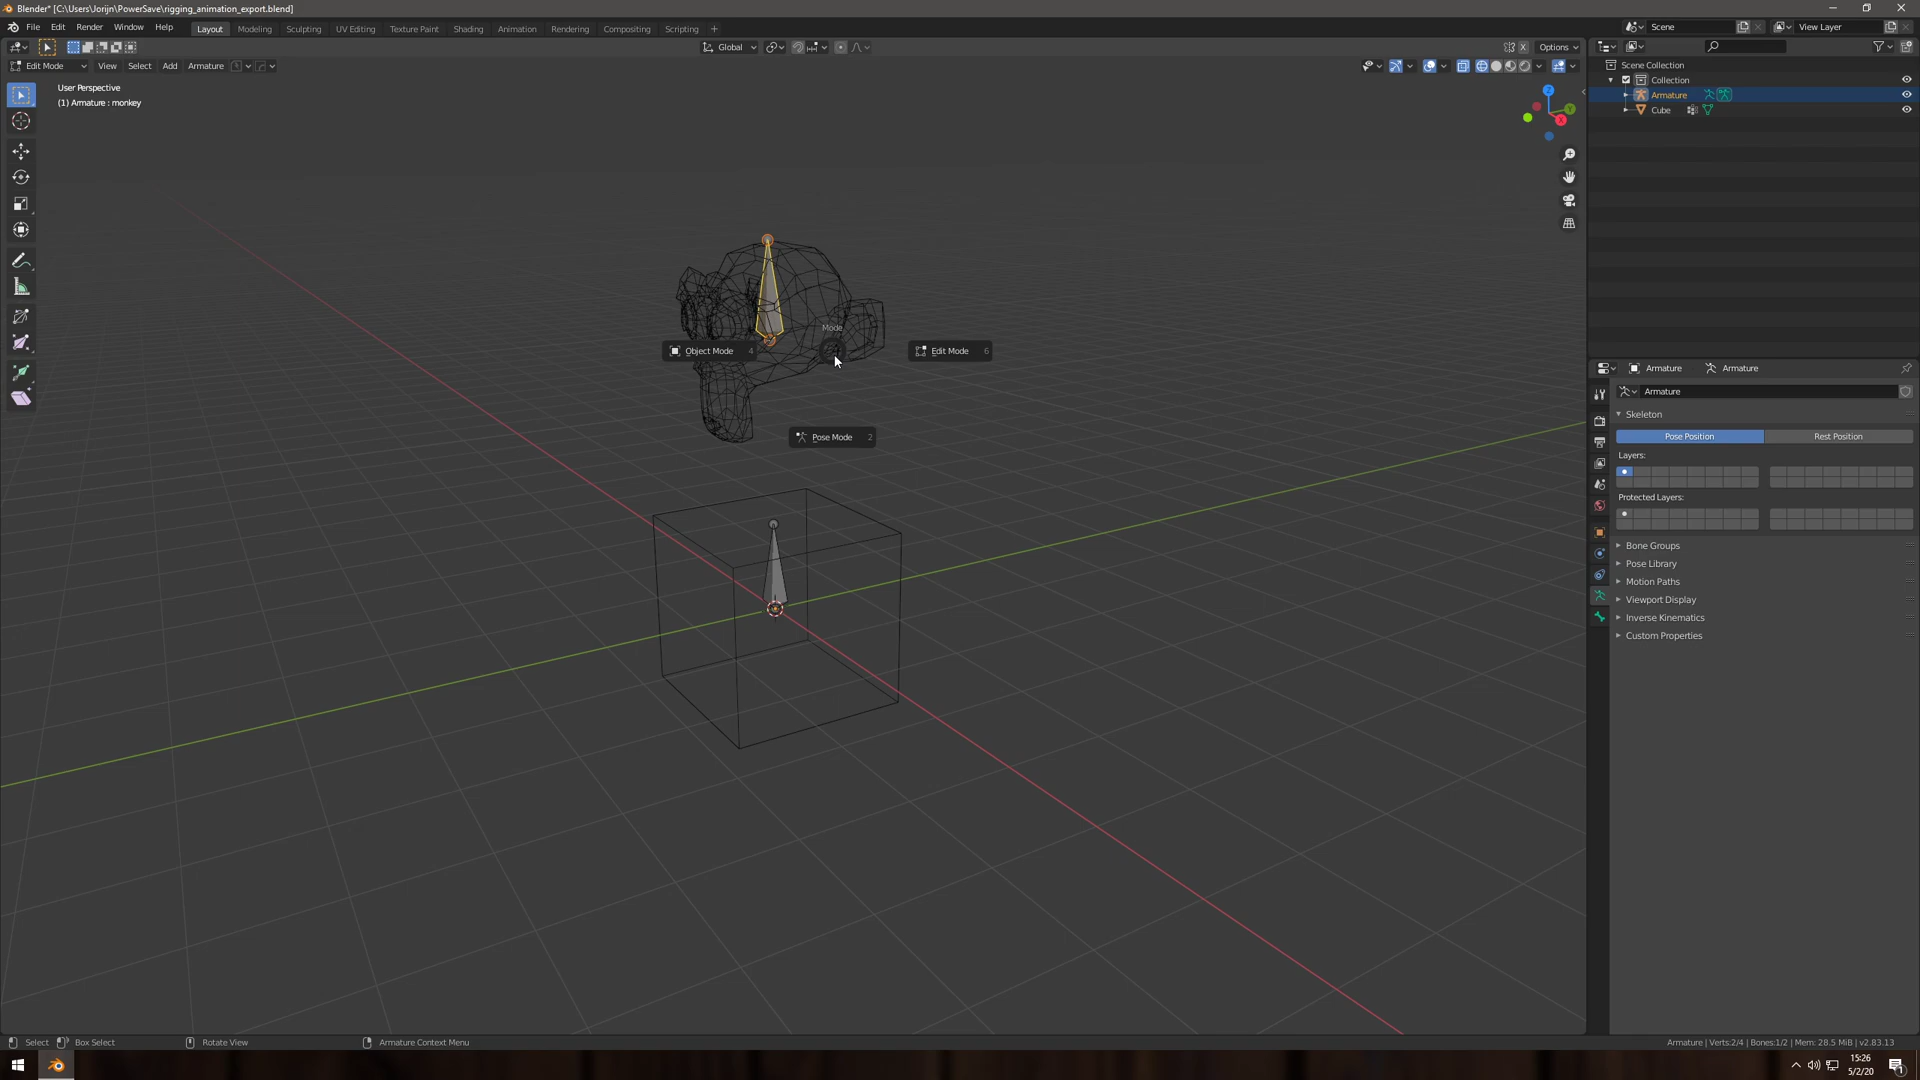 Blender* [C:\Users\Jorijn\PowerSave\rigging_animation_export.blend]
File Edit Render Window Help
Layout Modeling Sculpting UV Editing Texture Paint Shading Animation Rendering Compositing Scripting +
Scene
View Layer
Global
Options
Edit Mode View Select Add Armature
User Perspective
(1) Armature : monkey
Z
Y
X
Scene Collection
Collection
Armature
Cube
Mode
Object Mode 4
Edit Mode 6
Pose Mode 2
Armature Armature
Armature
Skeleton
Pose Position Rest Position
Layers:
Protected Layers:
Bone Groups
Pose Library
Motion Paths
Viewport Display
Inverse Kinematics
Custom Properties
Select Box Select Rotate View Armature Context Menu
Armature | Verts:2/4 | Bones:1/2 | Mem: 28.5 MiB | v2.83.13
15:26
5/2/20